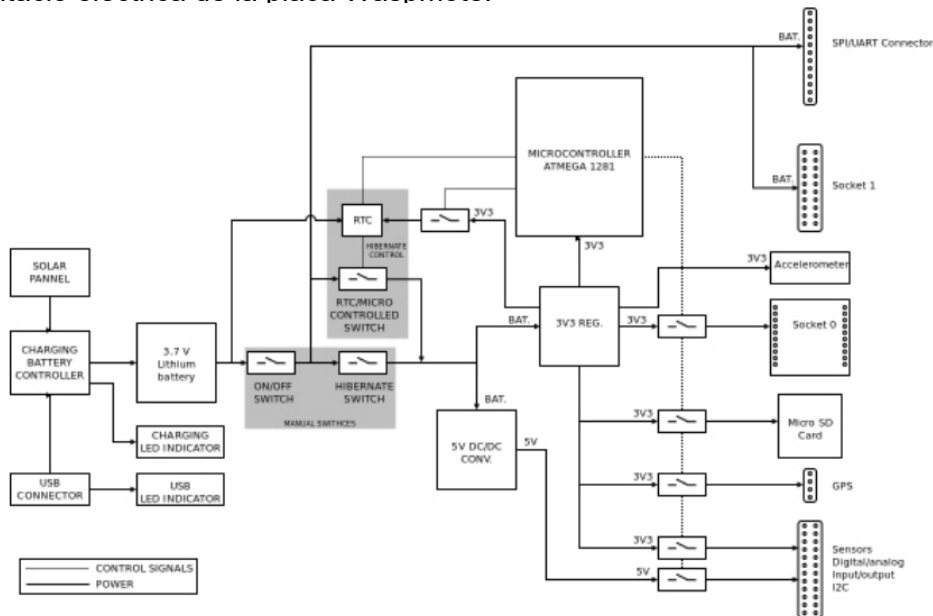 BAT.
SPI/UART Connector
MICROCONTROLLER
ATMEGA 1281
BAT.
Socket 1
RTC
3V3
HIBERNATE
CONTROL
3V3
3V3
Accelerometer
SOLAR
PANNEL
RTC/MICRO
CONTROLLED
SWITCH
BAT.
3V3 REG.
3V3
Socket 0
CHARGING
BATTERY
CONTROLLER
3.7 V
Lithium
battery
ON/OFF
SWITCH
HIBERNATE
SWITCH
MANUAL SWITHCES
BAT.
3V3
Micro SD
Card
CHARGING
LED INDICATOR
5V DC/DC
CONV.
5V
USB
CONNECTOR
USB
LED INDICATOR
3V3
GPS
3V3
5V
Sensors
Digital/analog
Input/output
I2C
CONTROL SIGNALS
POWER